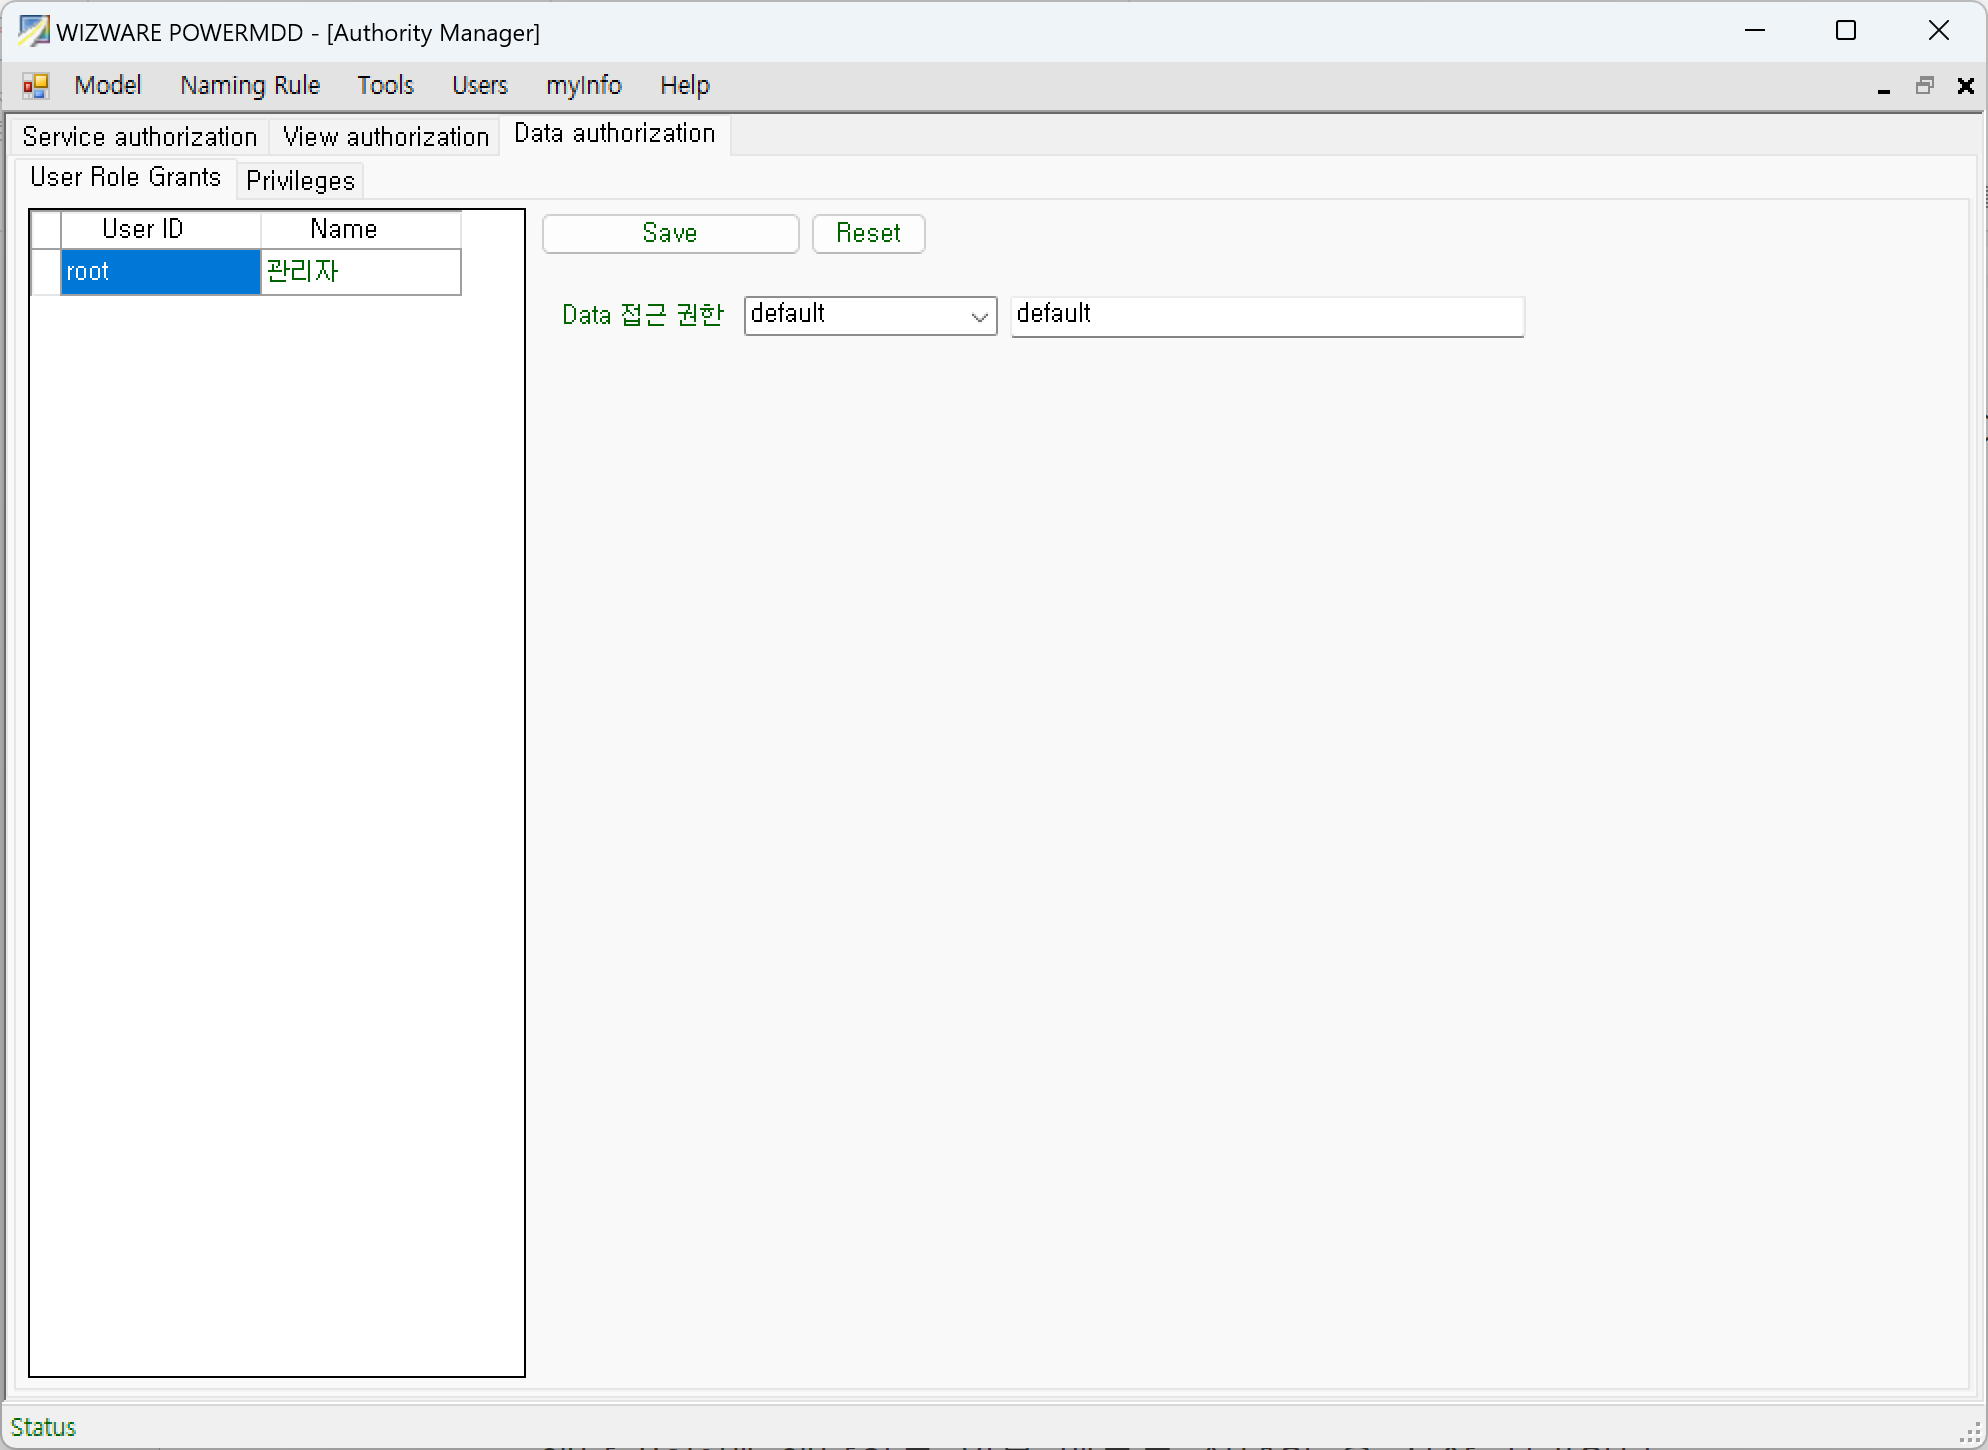 WIZWARE POWERMDD - [Authority Manager]
Model Naming Rule Tools Users myInfo Help
Service authorization View authorization Data authorization
User Role Grants Privileges
User ID Name
root 관리자
Save Reset
Data 접근 권한 default default
Status